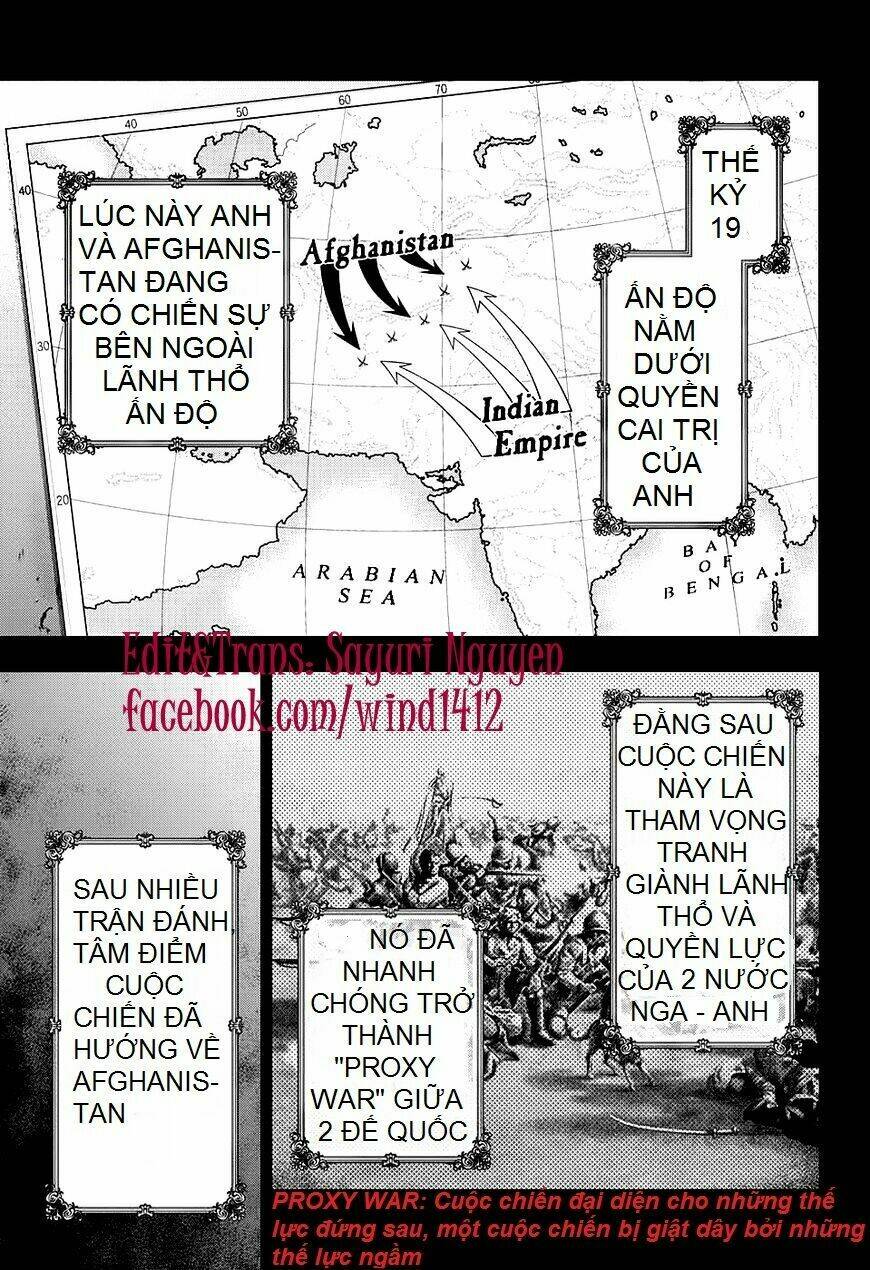 THẾ
KỶ
19
ẤN ĐỘ
NẰM
DƯỚI
QUYỀN
CAI TRỊ
CỦA
ANH
LÚC NÀY ANH
VÀ AFGHANIS-
TAN ĐANG
CÓ CHIẾN SỰ
BÊN NGOÀI
LÃNH THỔ
ẤN ĐỘ
40
50
60
70
40
30
20
Afghanistan
Indian
Empire
ARABIAN
SEA
BAY
OF
BENGAL
Edit&Trans: Sayuri Nguyen
facebook.com/wind1412
ĐẰNG SAU
CUỘC CHIẾN
NÀY LÀ
THAM VỌNG
TRANH
GIÀNH LÃNH
THỔ VÀ
QUYỀN LỰC
CỦA 2 NƯỚC
NGA - ANH
NÓ ĐÃ
NHANH
CHÓNG TRỞ
THÀNH
"PROXY
WAR" GIỮA
2 ĐẾ QUỐC
SAU NHIỀU
TRẬN ĐÁNH,
TÂM ĐIỂM
CUỘC
CHIẾN ĐÃ
HƯỚNG VỀ
AFGHANIS-
TAN
PROXY WAR: Cuộc chiến đại diện cho những thế
lực đứng sau, một cuộc chiến bị giật dây bởi những
thế lực ngầm